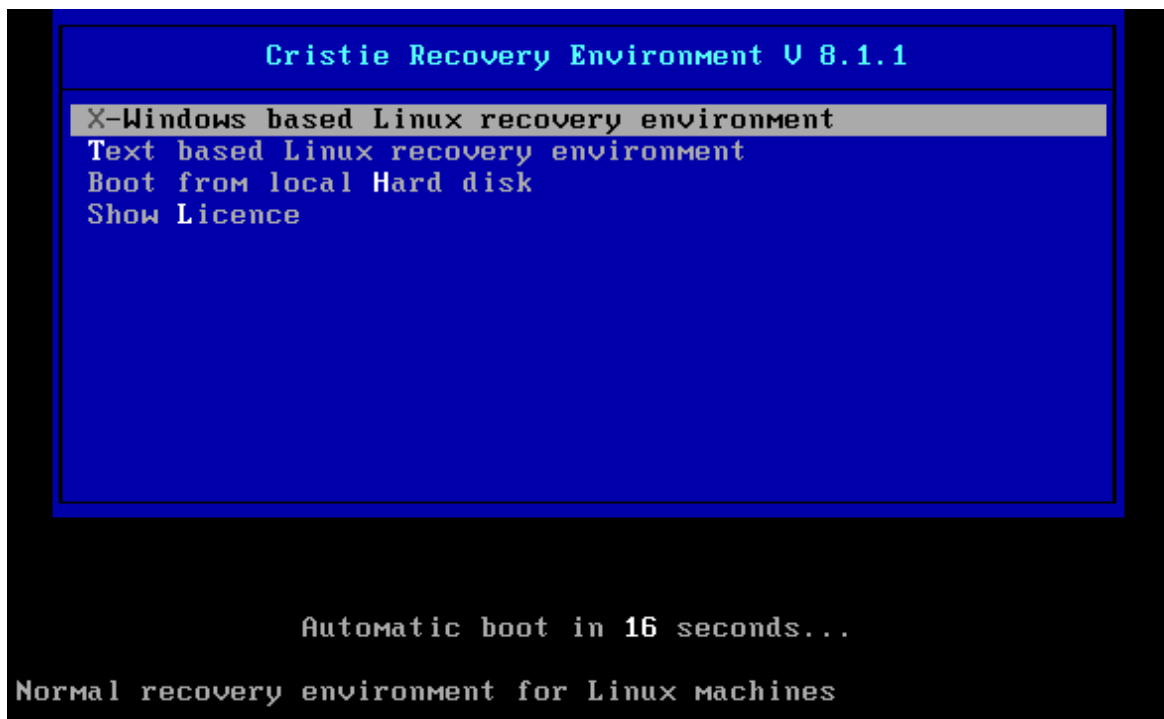 Cristie Recovery Environment V 8.1.1
X-Windows based Linux recovery environment
Text based Linux recovery environment
Boot from local Hard disk
Show Licence
Automatic boot in 16 seconds...
Normal recovery environment for Linux machines